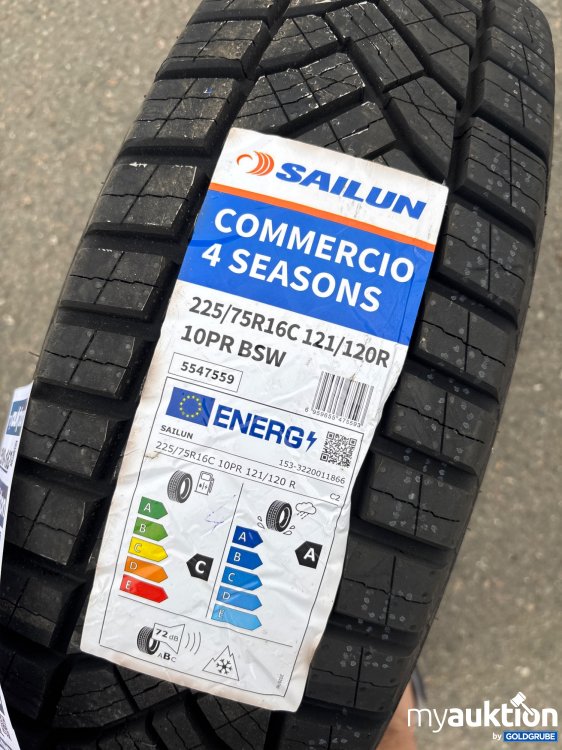 SAILUN
COMMERCIO
4 SEASONS
225/75R16C 121/120R
10PR BSW
5547559
ENERG
SAILUN
153-3220011866
225/75R16C 10PR 121/120 R
C2
A
B
C
D
E
C
A
B
C
D
E
A
72 dB
ABC
myauktion
by GOLDGRUBE